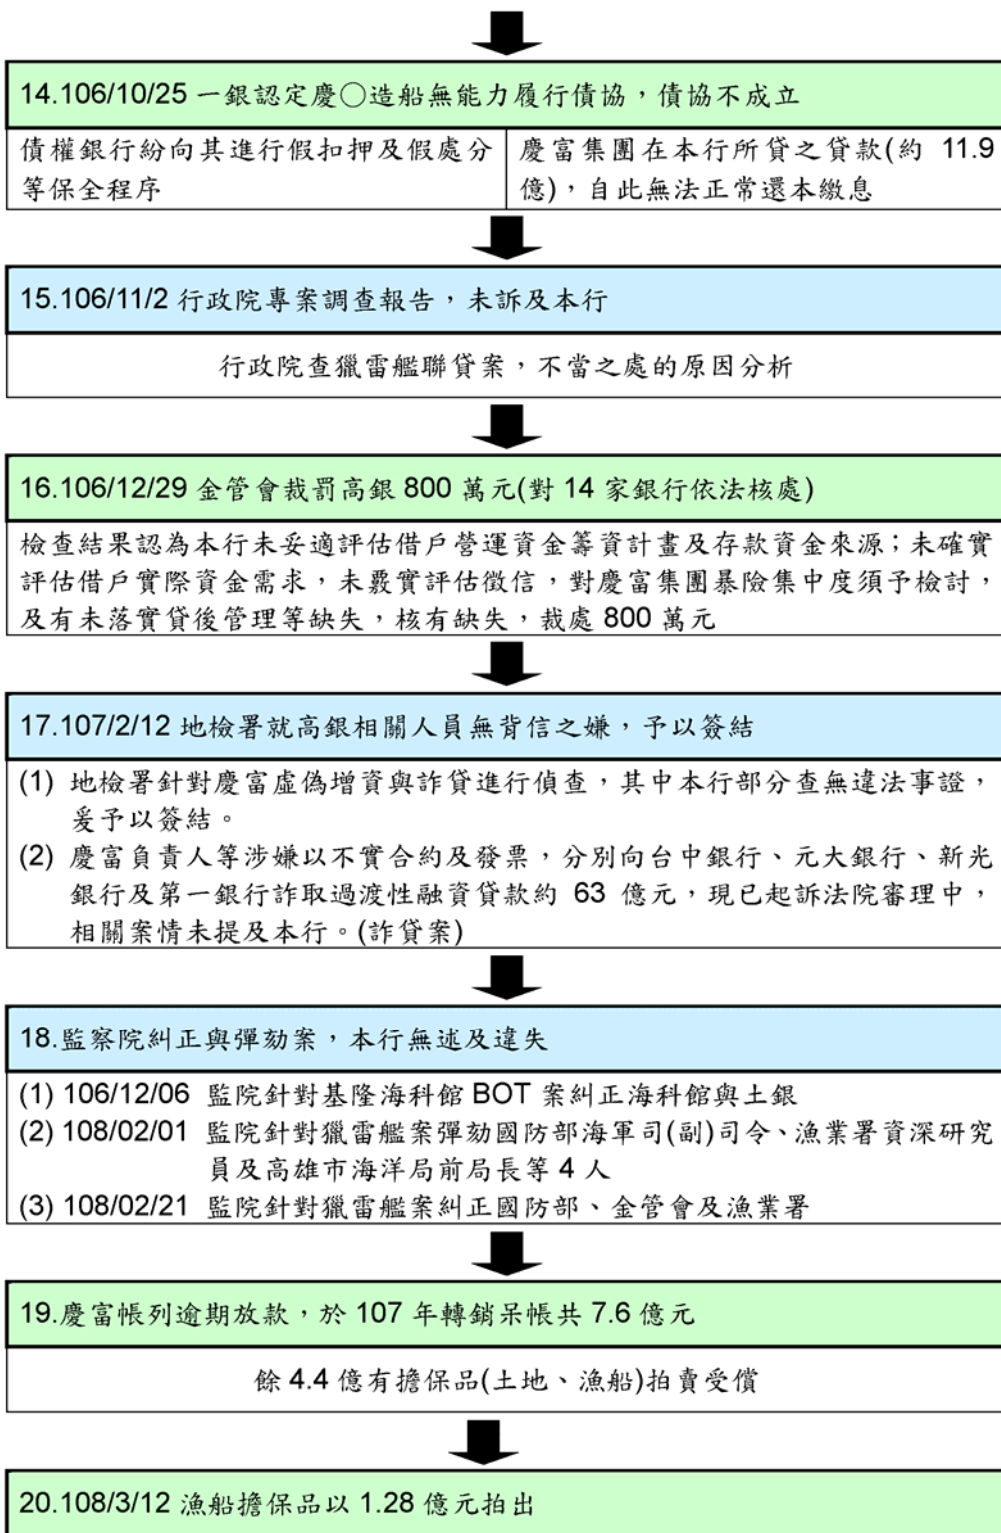 14.106/10/25 一銀認定慶○造船無能力履行債協，債協不成立
債權銀行紛向其進行假扣押及假處分
等保全程序
慶富集團在本行所貸之貸款(約 11.9
億)，自此無法正常還本繳息
15.106/11/2 行政院專案調查報告，未訴及本行
行政院查獵雷艦聯貸案，不當之處的原因分析
16.106/12/29 金管會裁罰高銀 800 萬元(對 14 家銀行依法核處)
檢查結果認為本行未妥適評估借戶營運資金籌資計畫及存款資金來源；未確實
評估借戶實際資金需求，未覈實評估徵信，對慶富集團暴險集中度須予檢討，
及有未落實貸後管理等缺失，核有缺失，裁處 800 萬元
17.107/2/12 地檢署就高銀相關人員無背信之嫌，予以簽結
(1) 地檢署針對慶富虛偽增資與詐貸進行偵查，其中本行部分查無違法事證，
爰予以簽結。
(2) 慶富負責人等涉嫌以不實合約及發票，分別向台中銀行、元大銀行、新光
銀行及第一銀行詐取過渡性融資貸款約 63 億元，現已起訴法院審理中，
相關案情未提及本行。(詐貸案)
18.監察院糾正與彈劾案，本行無述及違失
(1) 106/12/06 監院針對基隆海科館 BOT 案糾正海科館與土銀
(2) 108/02/01 監院針對獵雷艦案彈劾國防部海軍司(副)司令、漁業署資深研究
員及高雄市海洋局前局長等 4 人
(3) 108/02/21 監院針對獵雷艦案糾正國防部、金管會及漁業署
19.慶富帳列逾期放款，於 107 年轉銷呆帳共 7.6 億元
餘 4.4 億有擔保品(土地、漁船)拍賣受償
20.108/3/12 漁船擔保品以 1.28 億元拍出